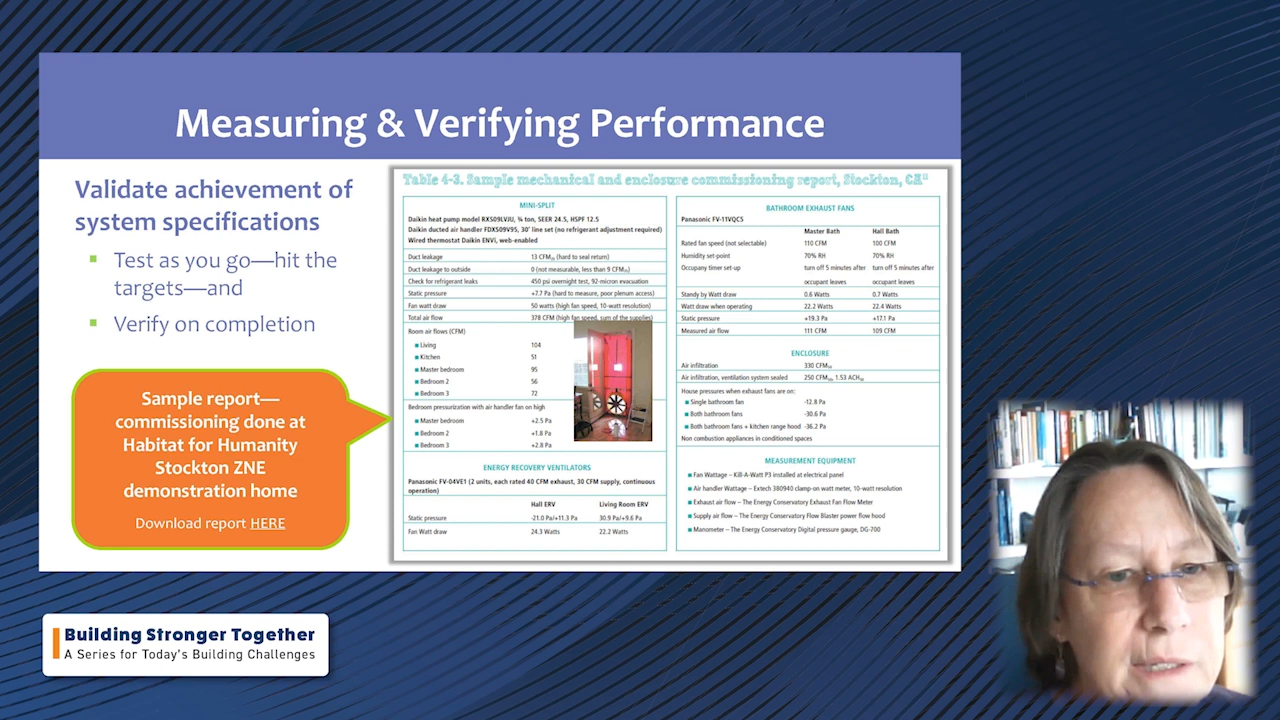 Measuring & Verifying Performance
Validate achievement of
system specifications
Test as you go—hit the
targets—and
Verify on completion
Sample report—
commissioning done at
Habitat for Humanity
Stockton ZNE
demonstration home
Download report HERE
Table 4-3. Sample mechanical and enclosure commissioning report, Stockton, CA
MINI-SPLIT
Daikin heat pump model RXS09LVJU, ¾ ton, SEER 24.5, HSPF 12.5
Daikin ducted air handler FDXS09V95, 30' line set (no refrigerant adjustment required)
Wired thermostat Daikin ENVi, web-enabled
Duct leakage 13 CFM25 (hard to seal return)
Duct leakage to outside 0 (not measurable, less than 9 CFM25)
Check for refrigerant leaks 450 psi overnight test, 92-micron evacuation
Static pressure +7.7 Pa (hard to measure, poor plenum access)
Fan watt draw 50 watts (high fan speed, 10-watt resolution)
Total air flow 378 CFM (high fan speed, sum of the supplies)
Room air flows (CFM)
Living 104
Kitchen 51
Master bedroom 95
Bedroom 2 56
Bedroom 3 72
Bedroom pressurization with air handler fan on high
Master bedroom +2.5 Pa
Bedroom 2 +1.8 Pa
Bedroom 3 +2.8 Pa
ENERGY RECOVERY VENTILATORS
Panasonic FV-04VE1 (2 units, each rated 40 CFM exhaust, 30 CFM supply, continuous
operation)
Hall ERV Living Room ERV
Static pressure -21.0 Pa/+11.3 Pa 30.9 Pa/+9.6 Pa
Fan Watt draw 24.3 Watts 22.2 Watts
BATHROOM EXHAUST FANS
Panasonic FV-11VQC5
Master Bath Hall Bath
Rated fan speed (not selectable) 110 CFM 100 CFM
Humidity set-point 70% RH 70% RH
Occupany timer set-up turn off 5 minutes after turn off 5 minutes after
occupant leaves occupant leaves
Standy by Watt draw 0.6 Watts 0.7 Watts
Watt draw when operating 22.2 Watts 22.4 Watts
Static pressure +19.3 Pa +17.1 Pa
Measured air flow 111 CFM 109 CFM
ENCLOSURE
Air infiltration 330 CFM50
Air infiltration, ventilation system sealed 250 CFM50, 1.53 ACH50
House pressures when exhaust fans are on:
Single bathroom fan -12.8 Pa
Both bathroom fans -30.6 Pa
Both bathroom fans + kitchen range hood -36.2 Pa
Non combustion appliances in conditioned spaces
MEASUREMENT EQUIPMENT
Fan Wattage – Kill-A-Watt P3 installed at electrical panel
Air handler Wattage – Extech 380940 clamp-on watt meter, 10-watt resolution
Exhaust air flow – The Energy Conservatory Exhaust Fan Flow Meter
Supply air flow – The Energy Conservatory Flow Blaster power flow hood
Manometer – The Energy Conservatory Digital pressure gauge, DG-700
Building Stronger Together
A Series for Today's Building Challenges